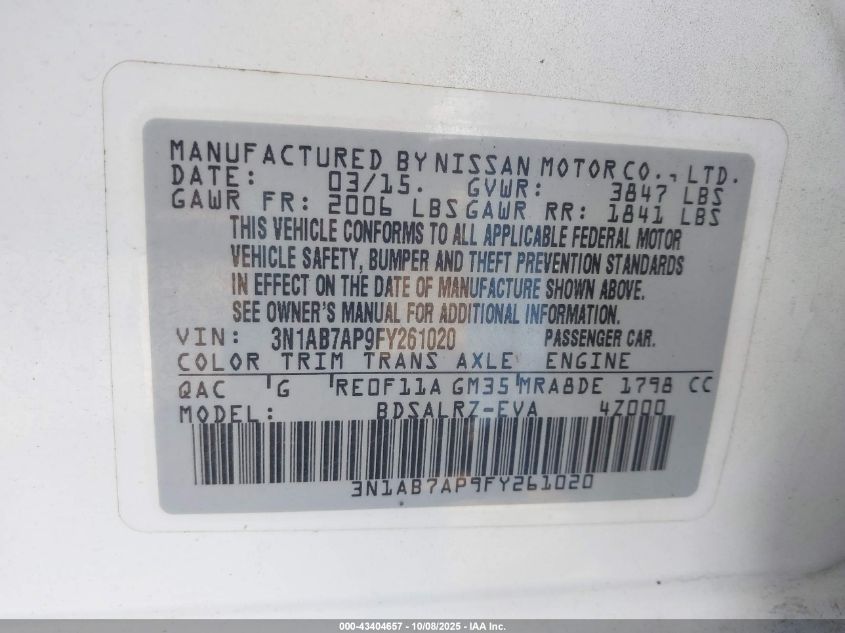 MANUFACTURED BY NISSAN MOTOR CO., LTD.
DATE: 03/15. GVWR: 3847 LBS
GAWR FR: 2006 LBS GAWR RR: 1841 LBS
THIS VEHICLE CONFORMS TO ALL APPLICABLE FEDERAL MOTOR
VEHICLE SAFETY, BUMPER AND THEFT PREVENTION STANDARDS
IN EFFECT ON THE DATE OF MANUFACTURE SHOWN ABOVE.
SEE OWNER'S MANUAL FOR ADDITIONAL INFORMATION.
VIN: 3N1AB7AP9FY261020 PASSENGER CAR.
COLOR TRIM TRANS AXLE ENGINE
QAC G RE0F11A GM35 MRA8DE 1798 CC
MODEL: BDSALRZ-EVA 4Z000
3N1AB7AP9FY261020
000-43404657 - 10/08/2025 - IAA Inc.